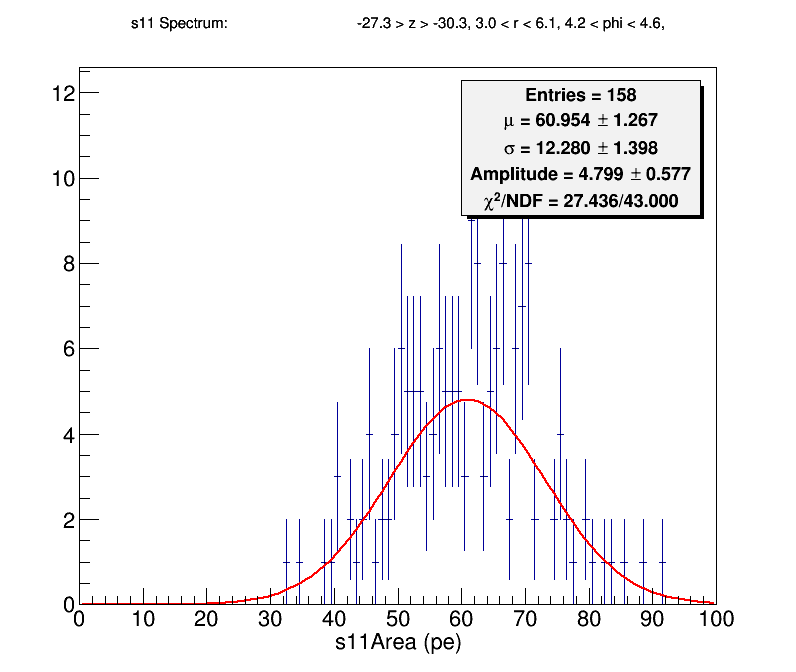 s11 Spectrum: -27.3 > z > -30.3, 3.0 < r < 6.1, 4.2 < phi < 4.6,
Entries = 158
μ = 60.954 ± 1.267
σ = 12.280 ± 1.398
Amplitude = 4.799 ± 0.577
χ²/NDF = 27.436/43.000
12
10
8
6
4
2
0
0 10 20 30 40 50 60 70 80 90 100
s11Area (pe)